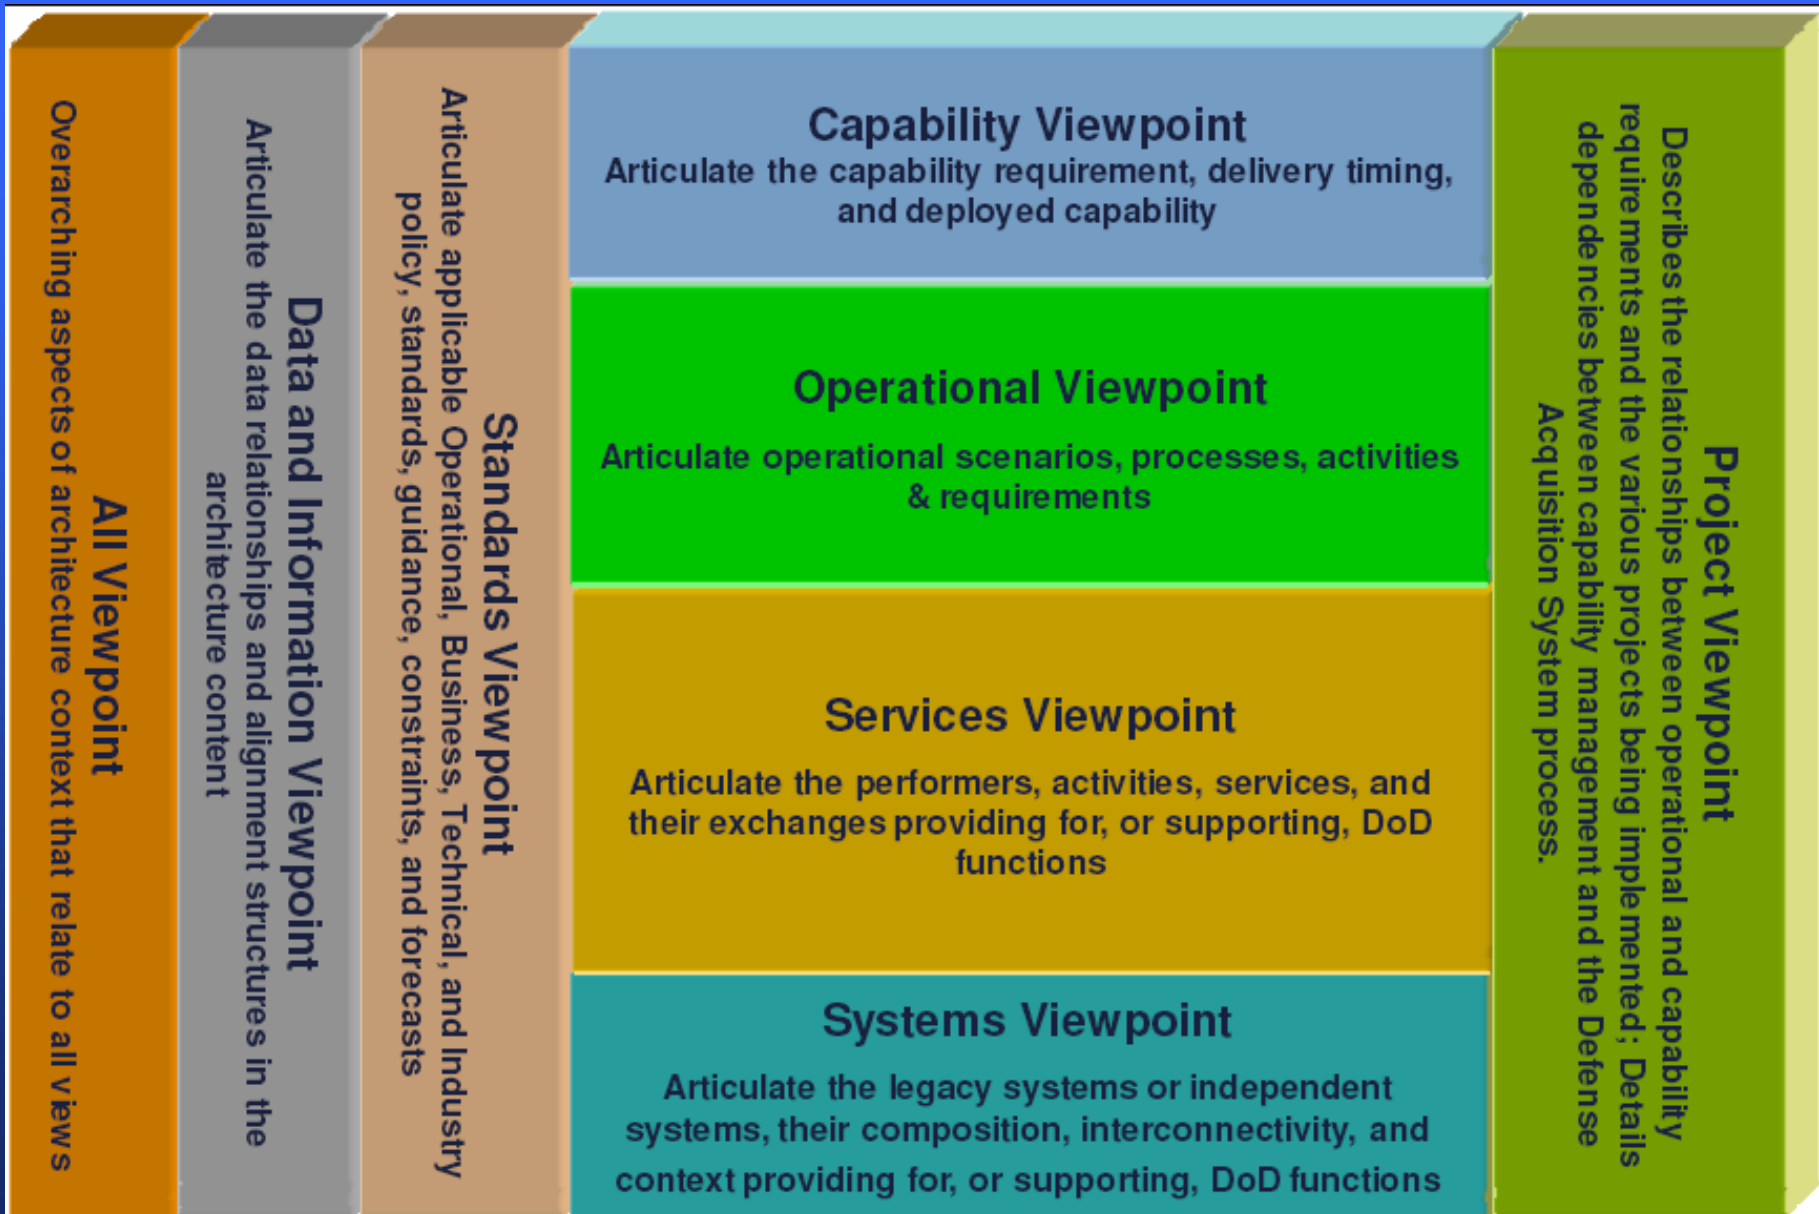 All Viewpoint
Overarching aspects of architecture context that relate to all views
Data and Information Viewpoint
Articulate the data relationships and alignment structures in the
architecture content
Standards Viewpoint
Articulate applicable Operational, Business, Technical, and Industry
policy, standards, guidance, constraints, and forecasts
Capability Viewpoint
Articulate the capability requirement, delivery timing,
and deployed capability
Operational Viewpoint
Articulate operational scenarios, processes, activities
& requirements
Services Viewpoint
Articulate the performers, activities, services, and
their exchanges providing for, or supporting, DoD
functions
Systems Viewpoint
Articulate the legacy systems or independent
systems, their composition, interconnectivity, and
context providing for, or supporting, DoD functions
Project Viewpoint
Describes the relationships between operational and capability
requirements and the various projects being implemented; Details
dependencies between capability management and the Defense
Acquisition System process.